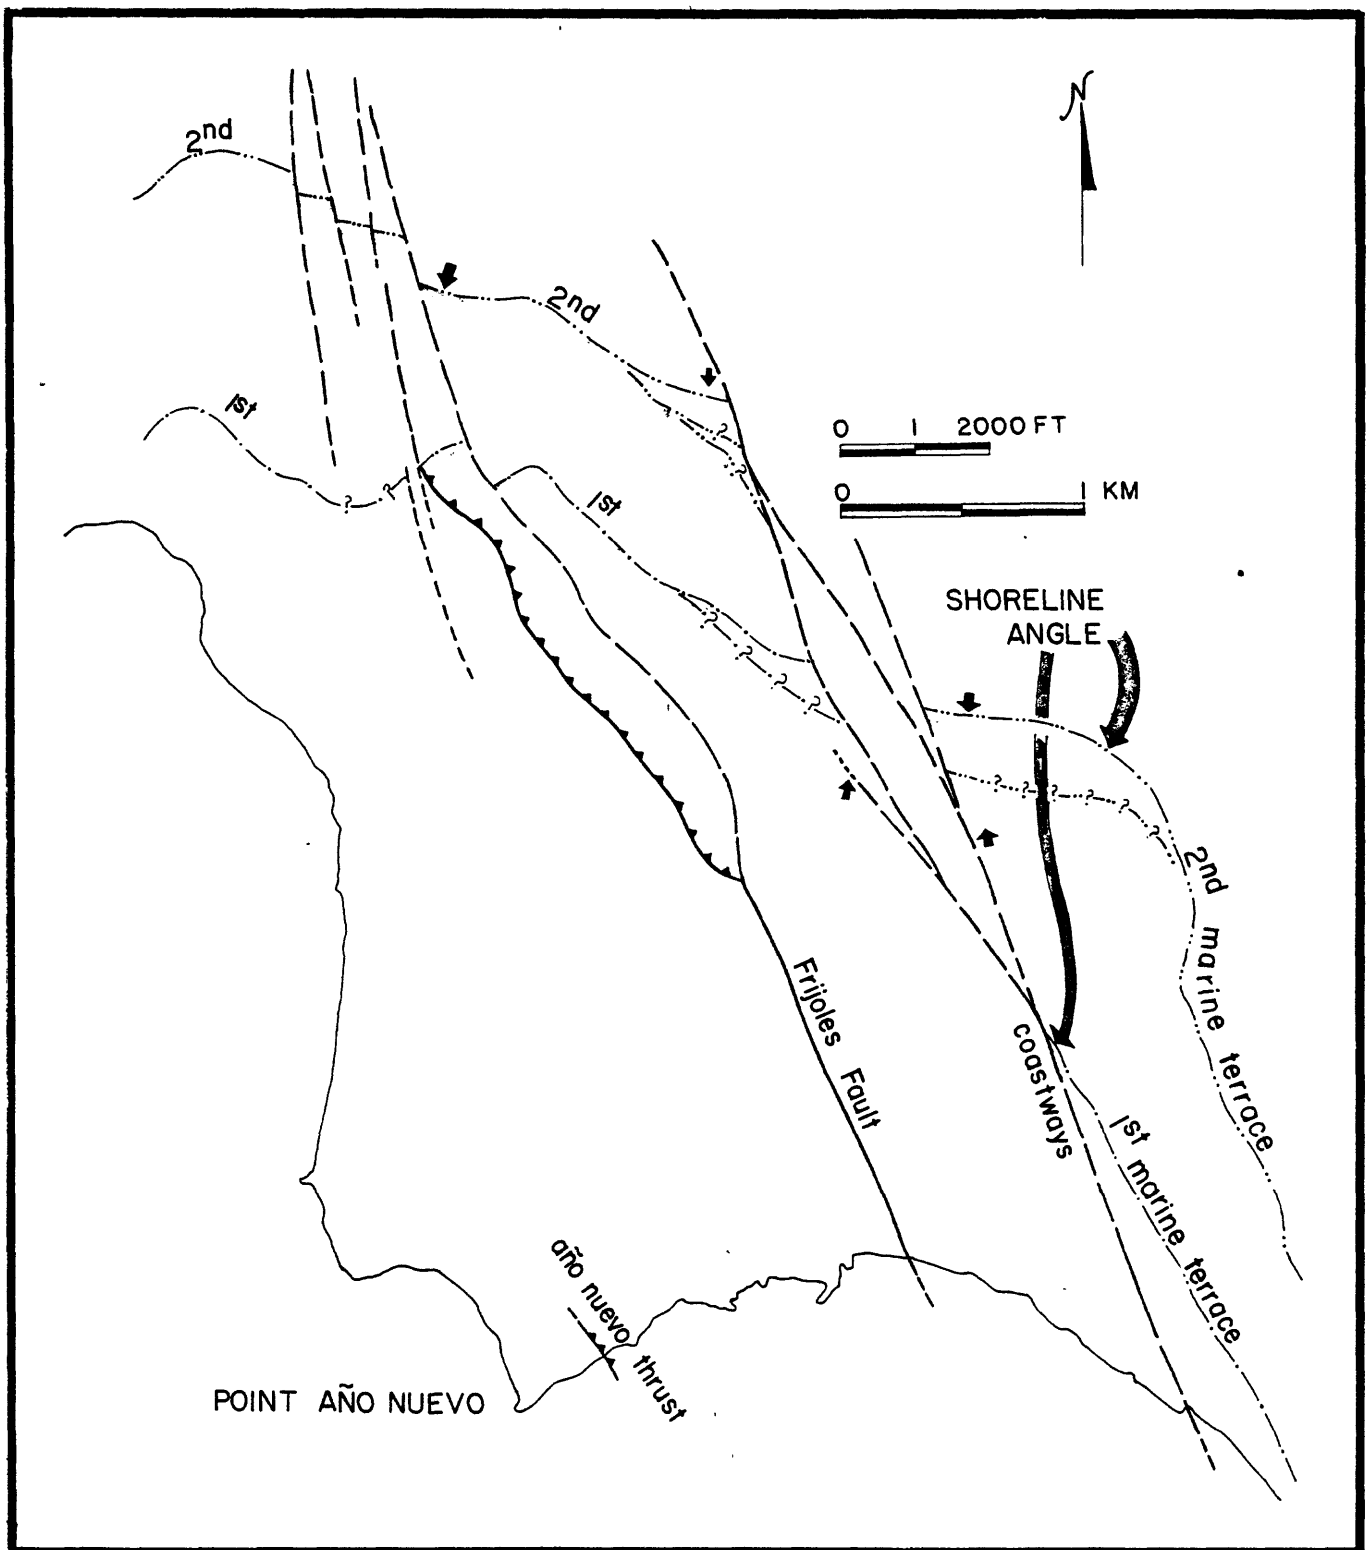 N
2nd
2nd
1st
0 1 2000 FT
0 1 KM
1st
? ?
?
?
?
?
?
?
SHORELINE
ANGLE
? ? ? ? ? ?
2nd marine terrace
Frijoles Fault
coastways
1st marine terrace
año nuevo thrust
POINT AÑO NUEVO